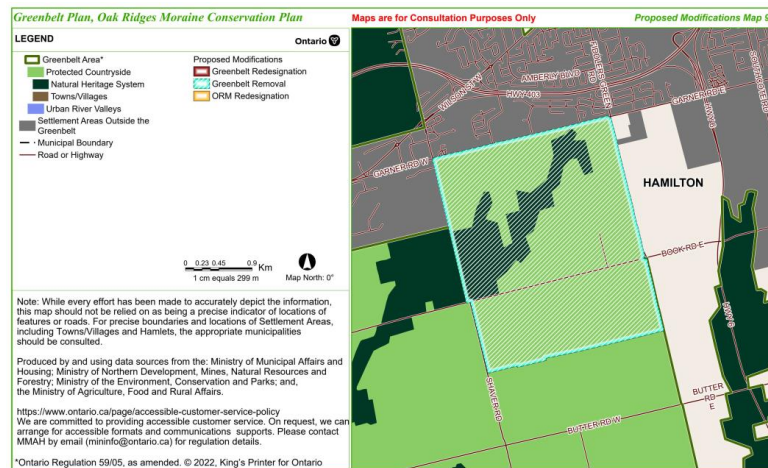 Greenbelt Plan, Oak Ridges Moraine Conservation Plan
Maps are for Consultation Purposes Only
Proposed Modifications Map 9
LEGEND
Ontario
Greenbelt Area*
Protected Countryside
Natural Heritage System
Towns/Villages
Urban River Valleys
Settlement Areas Outside the
Greenbelt
Municipal Boundary
Road or Highway
Proposed Modifications
Greenbelt Redesignation
Greenbelt Removal
ORM Redesignation
0 0.23 0.45 0.9 Km
1 cm equals 299 m
Map North: 0°
Note: While every effort has been made to accurately depict the information,
this map should not be relied on as being a precise indicator of locations of
features or roads. For precise boundaries and locations of Settlement Areas,
including Towns/Villages and Hamlets, the appropriate municipalities
should be consulted.
Produced by and using data sources from the: Ministry of Municipal Affairs and
Housing; Ministry of Northern Development, Mines, Natural Resources and
Forestry; Ministry of the Environment, Conservation and Parks; and,
the Ministry of Agriculture, Food and Rural Affairs.
https://www.ontario.ca/page/accessible-customer-service-policy
We are committed to providing accessible customer service. On request, we can
arrange for accessible formats and communications supports. Please contact
MMAH by email (mininfo@ontario.ca) for regulation details.
*Ontario Regulation 59/05, as amended. © 2022, King's Printer for Ontario
WILSON ST W
AMBERLY BLVD
HWY 403
FIDDLERS GREEN
GARNER RD E
HWY 6
SOUTHCOTE RD
GARNER RD W
HAMILTON
BOOK RD E
HWY 6
SHAVER RD
BUTTER RD W
BUTTER
RD
E